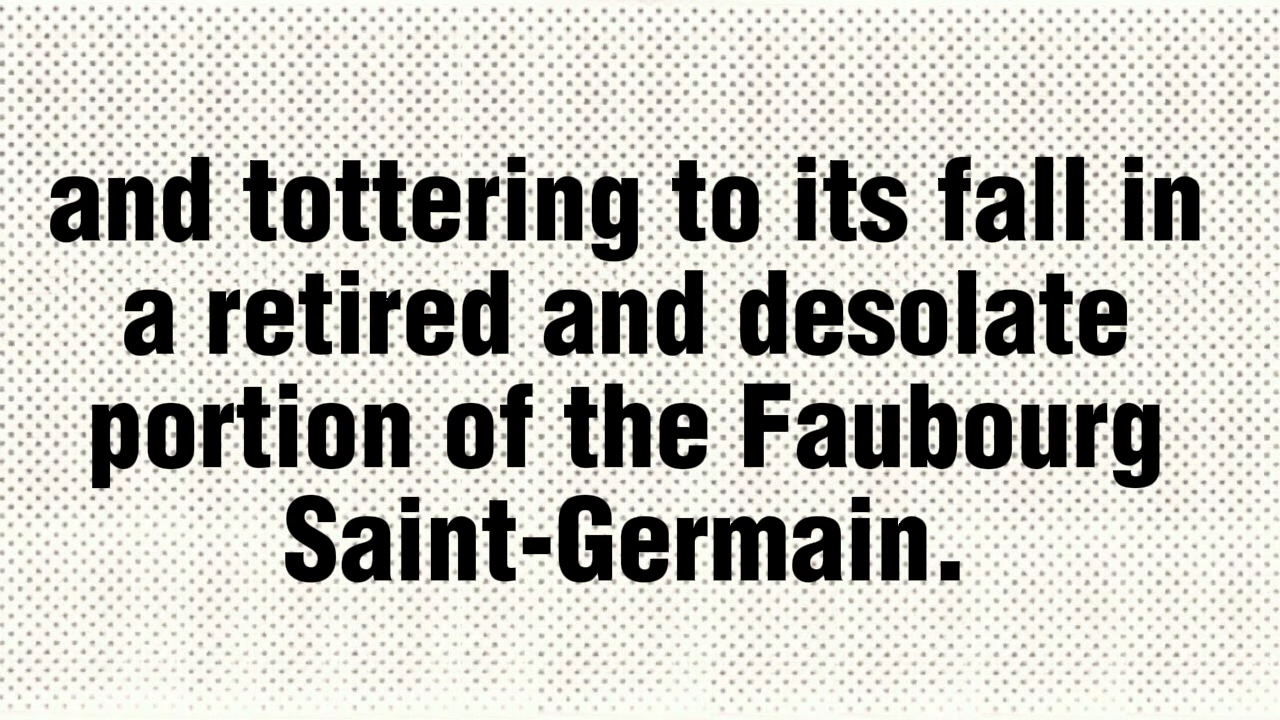 and tottering to its fall in
a retired and desolate
portion of the Faubourg
Saint-Germain.